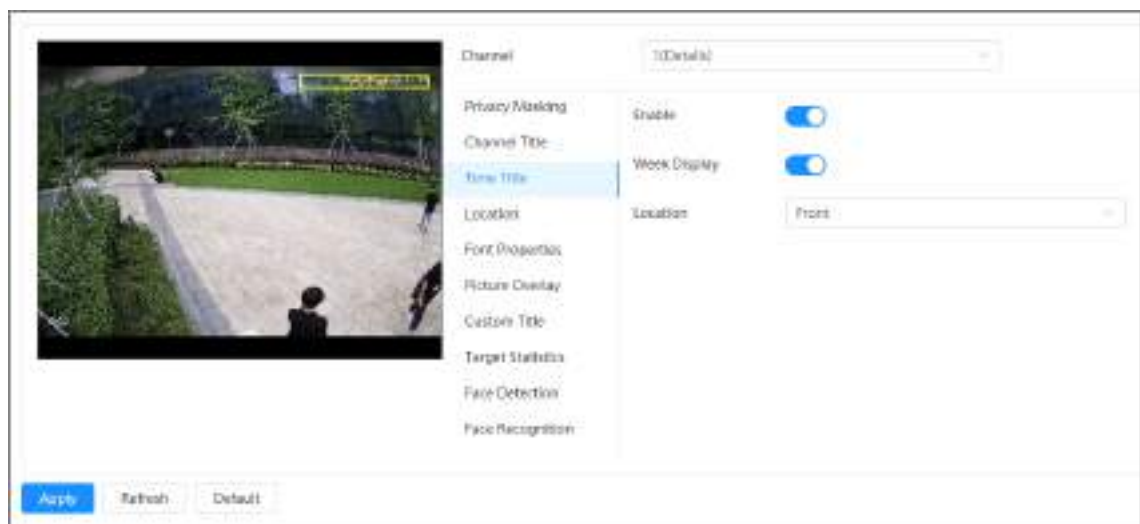 Channel
1(Details)
Privacy Masking
Enable
Channel Title
Week Display
Time Title
Location
Location
Front
Font Properties
Picture Overlay
Custom Title
Target Statistics
Face Detection
Face Recognition
Apply
Refresh
Default